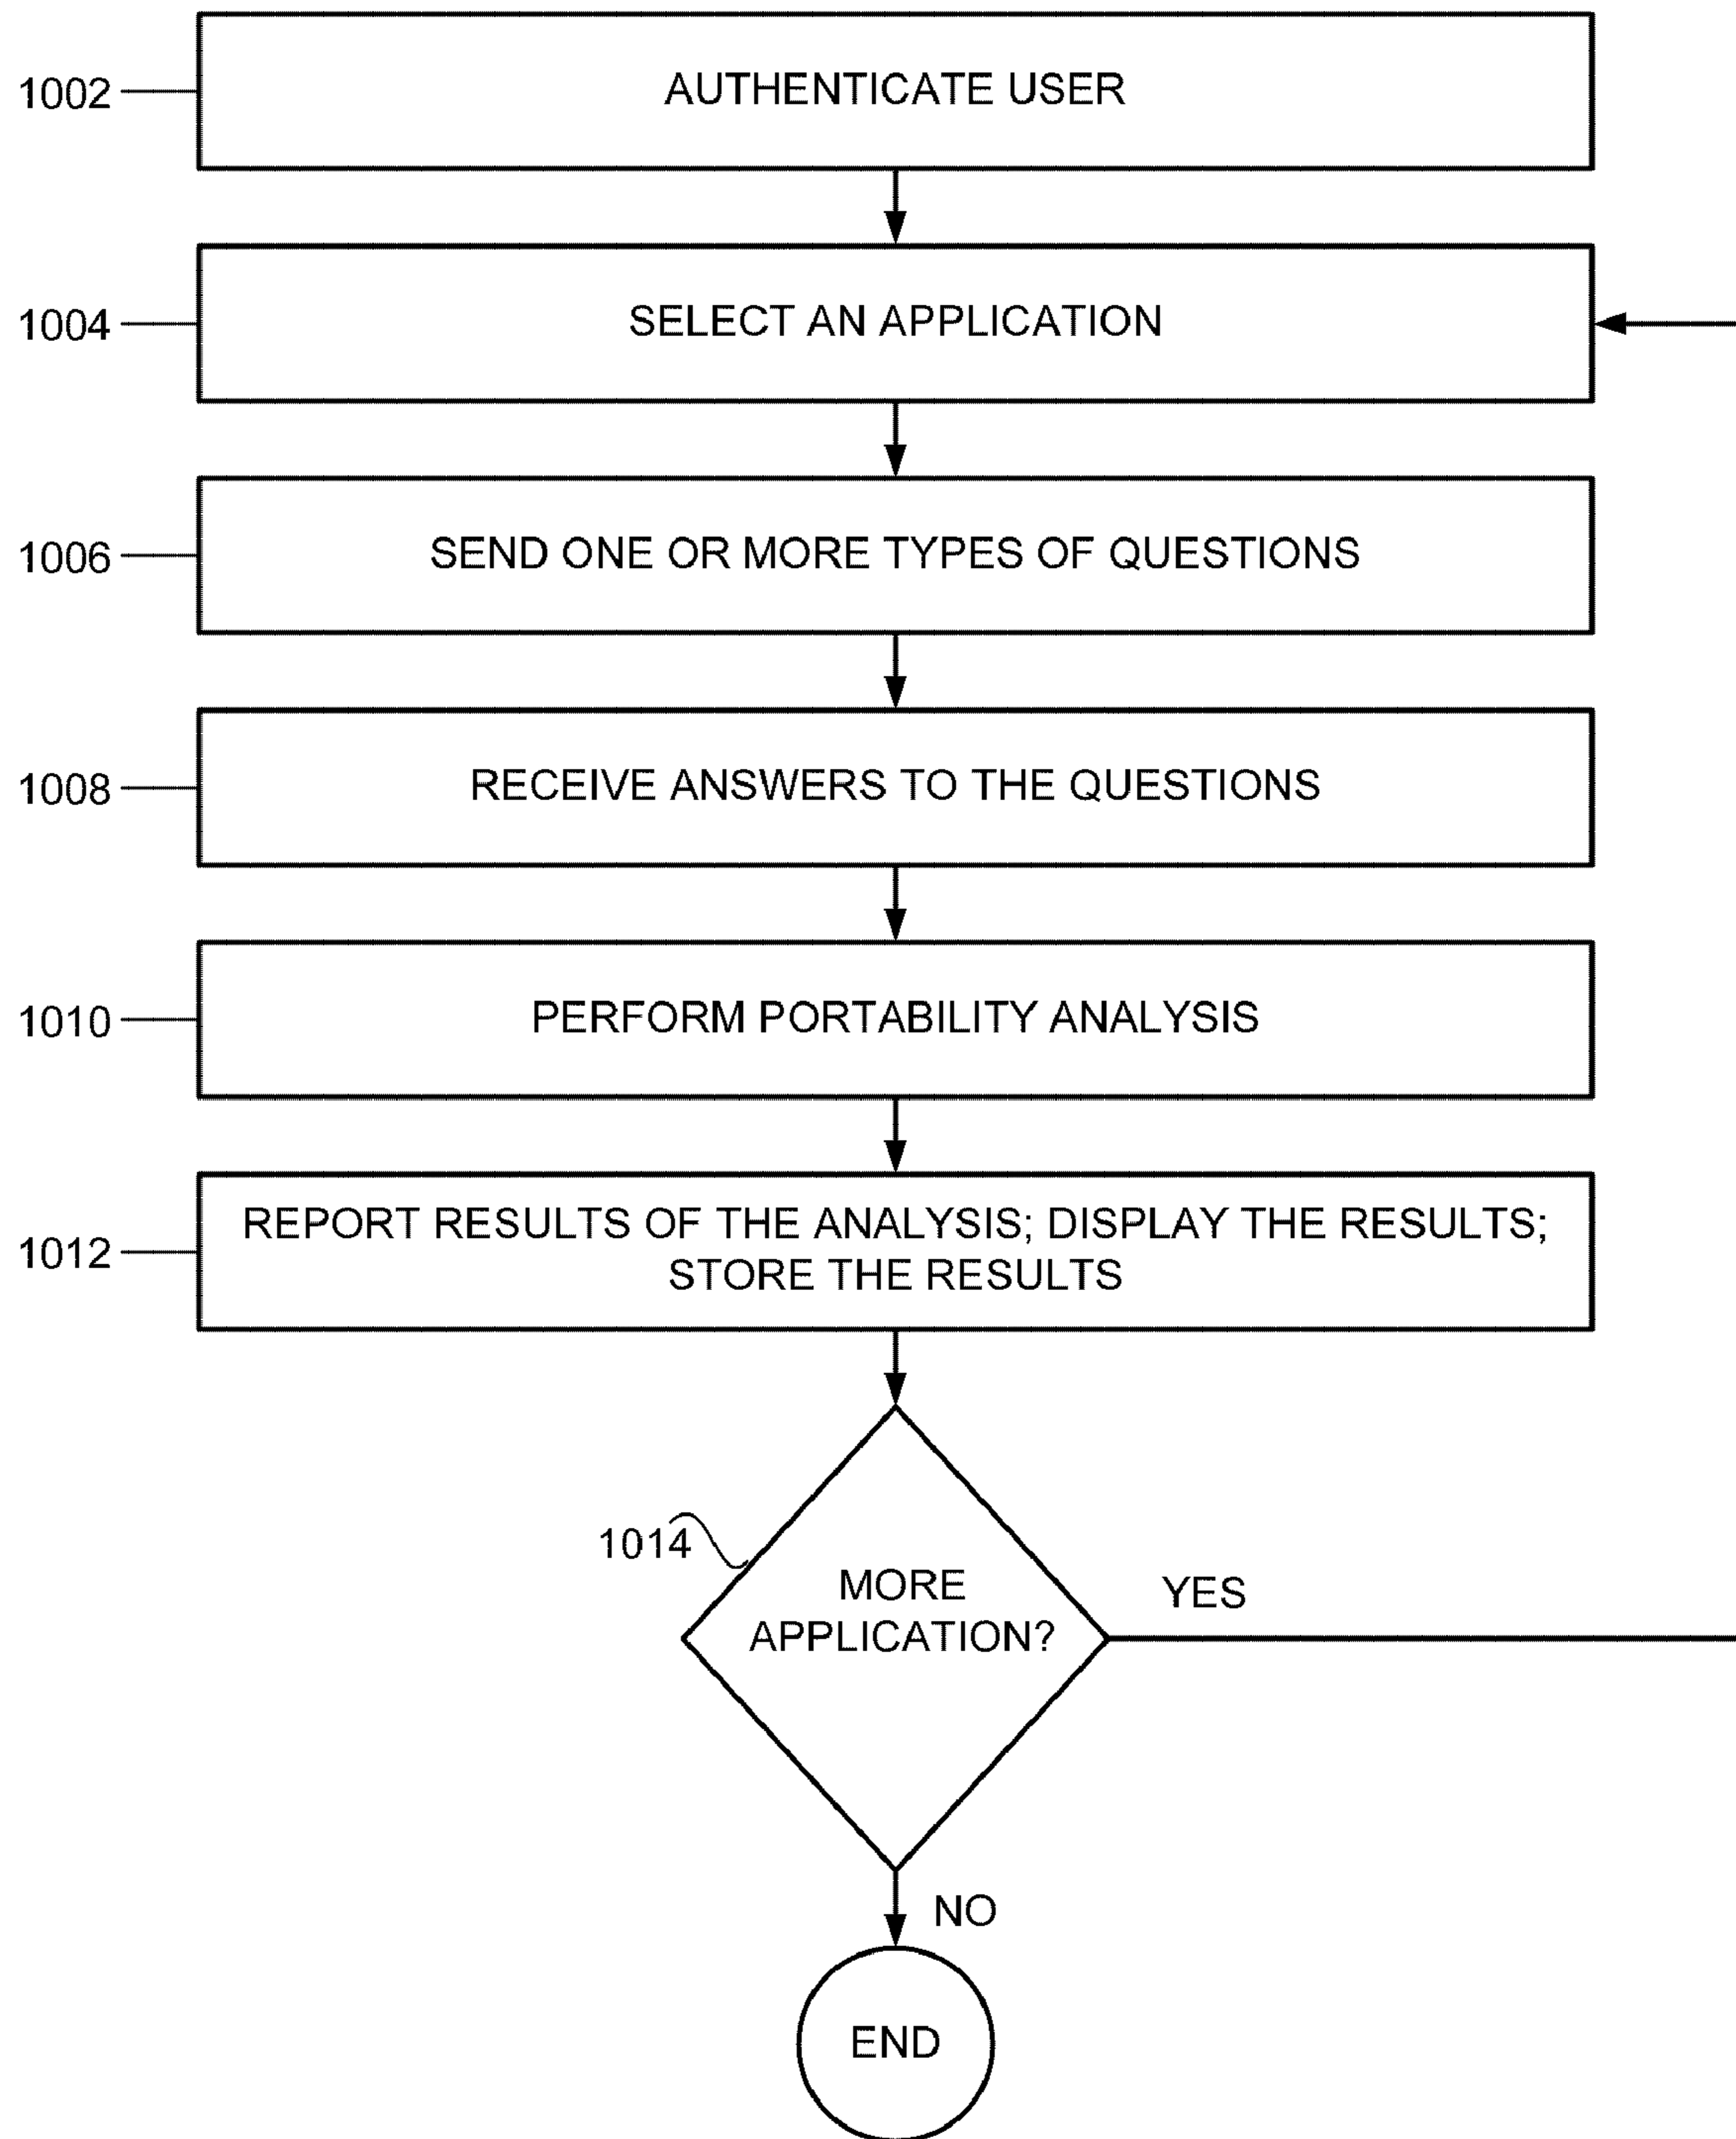 1002
AUTHENTICATE USER
1004
SELECT AN APPLICATION
1006
SEND ONE OR MORE TYPES OF QUESTIONS
1008
RECEIVE ANSWERS TO THE QUESTIONS
1010
PERFORM PORTABILITY ANALYSIS
1012
REPORT RESULTS OF THE ANALYSIS; DISPLAY THE RESULTS;
STORE THE RESULTS
1014
MORE
APPLICATION?
YES
NO
END